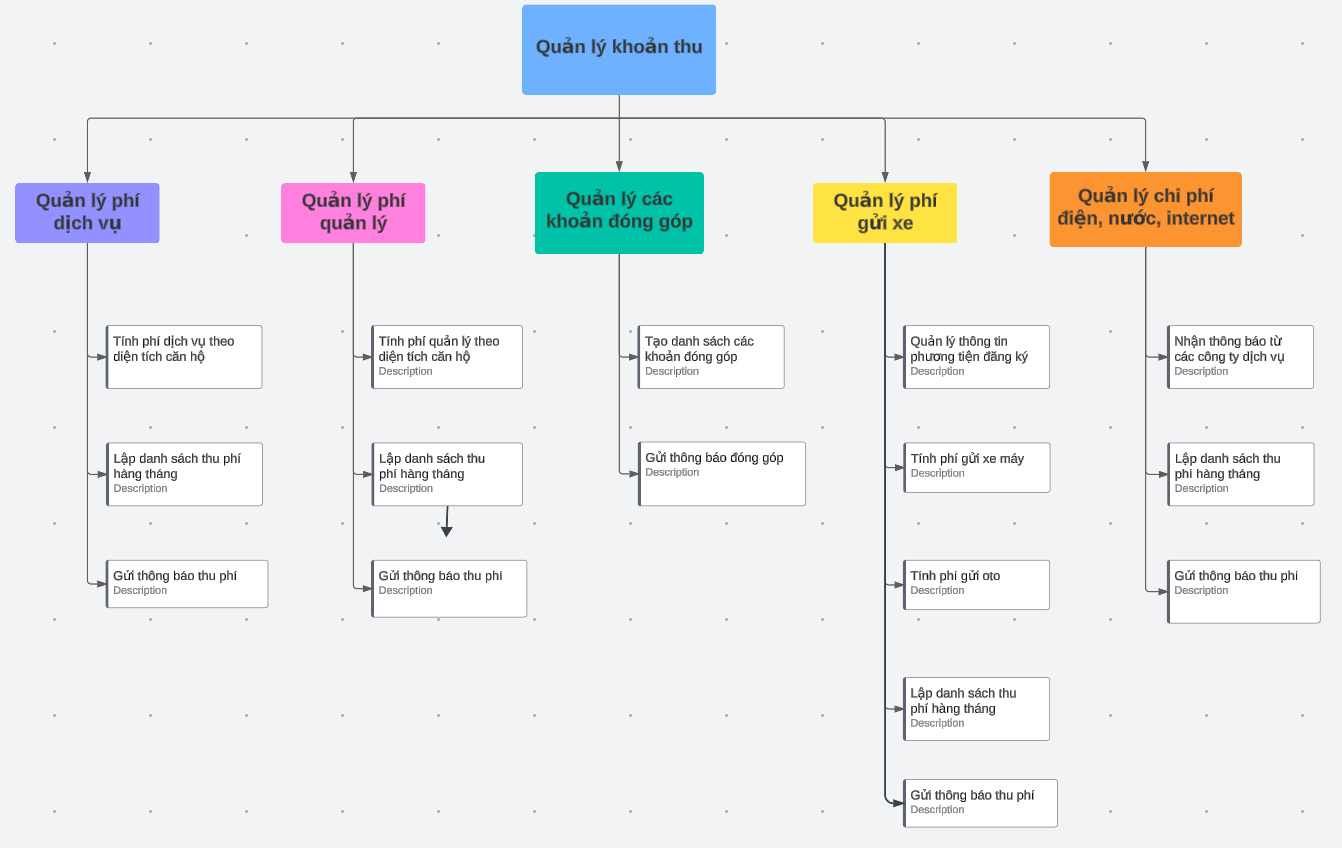 Quản lý khoản thu
Quản lý phí
dịch vụ
Quản lý phí
quản lý
Quản lý các
khoản đóng góp
Quản lý phí
gửi xe
Quản lý chi phí
điện, nước, internet
Tính phí dịch vụ theo
diện tích căn hộ
Lập danh sách thu phí
hàng tháng
Description
Gửi thông báo thu phí
Description
Tính phí quản lý theo
diện tích căn hộ
Description
Lập danh sách thu
phí hàng tháng
Description
Gửi thông báo thu phí
Description
Tạo danh sách các
khoản đóng góp
Description
Gửi thông báo đóng góp
Description
Quản lý thông tin
phương tiện đăng ký
Description
Tính phí gửi xe máy
Description
Tính phí gửi oto
Description
Lập danh sách thu
phí hàng tháng
Description
Gửi thông báo thu phí
Description
Nhận thông báo từ
các công ty dịch vụ
Description
Lập danh sách thu
phí hàng tháng
Description
Gửi thông báo thu phí
Description